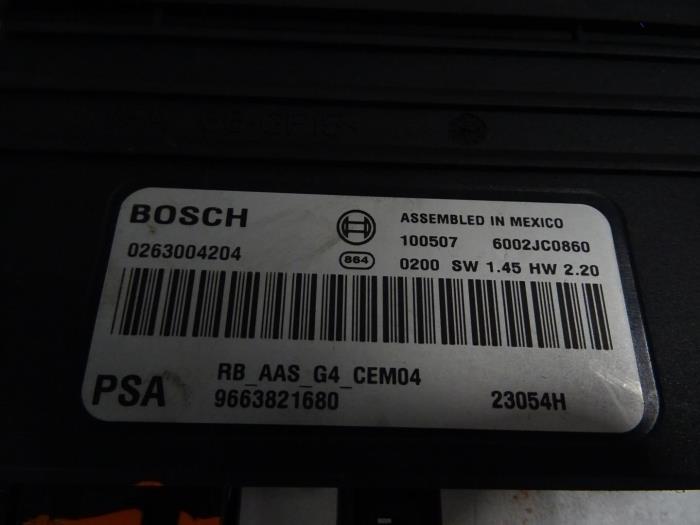 BOSCH
0263004204
ASSEMBLED IN MEXICO
100507 6002JC0860
864
0200 SW 1.45 HW 2.20
RB_AAS_G4_CEM04
PSA
9663821680
23054H